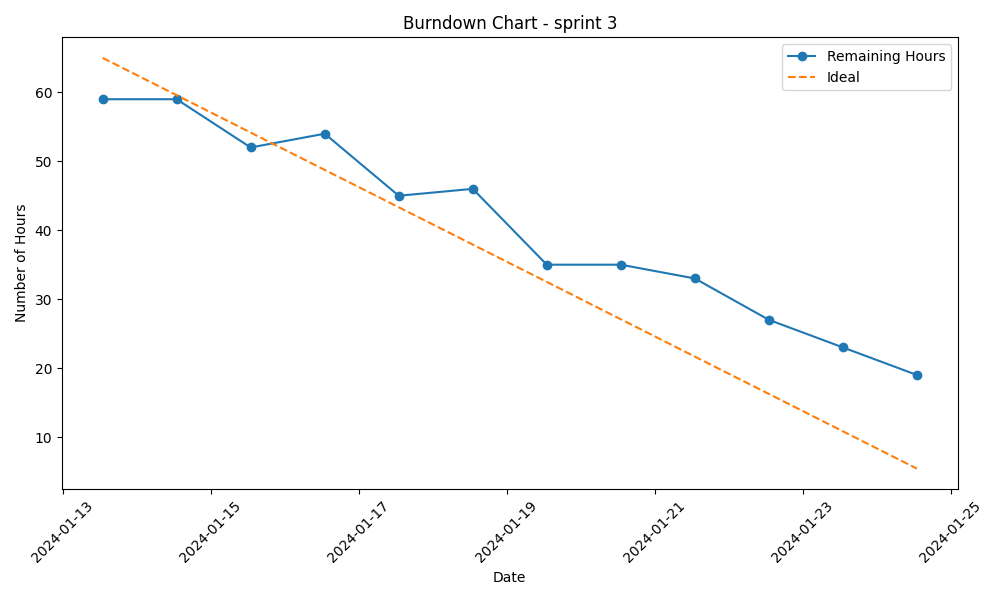 Burndown Chart - sprint 3
Remaining Hours
Ideal
Number of Hours
60
50
40
30
20
10
2024-01-13
2024-01-15
2024-01-17
2024-01-19
2024-01-21
2024-01-23
2024-01-25
Date